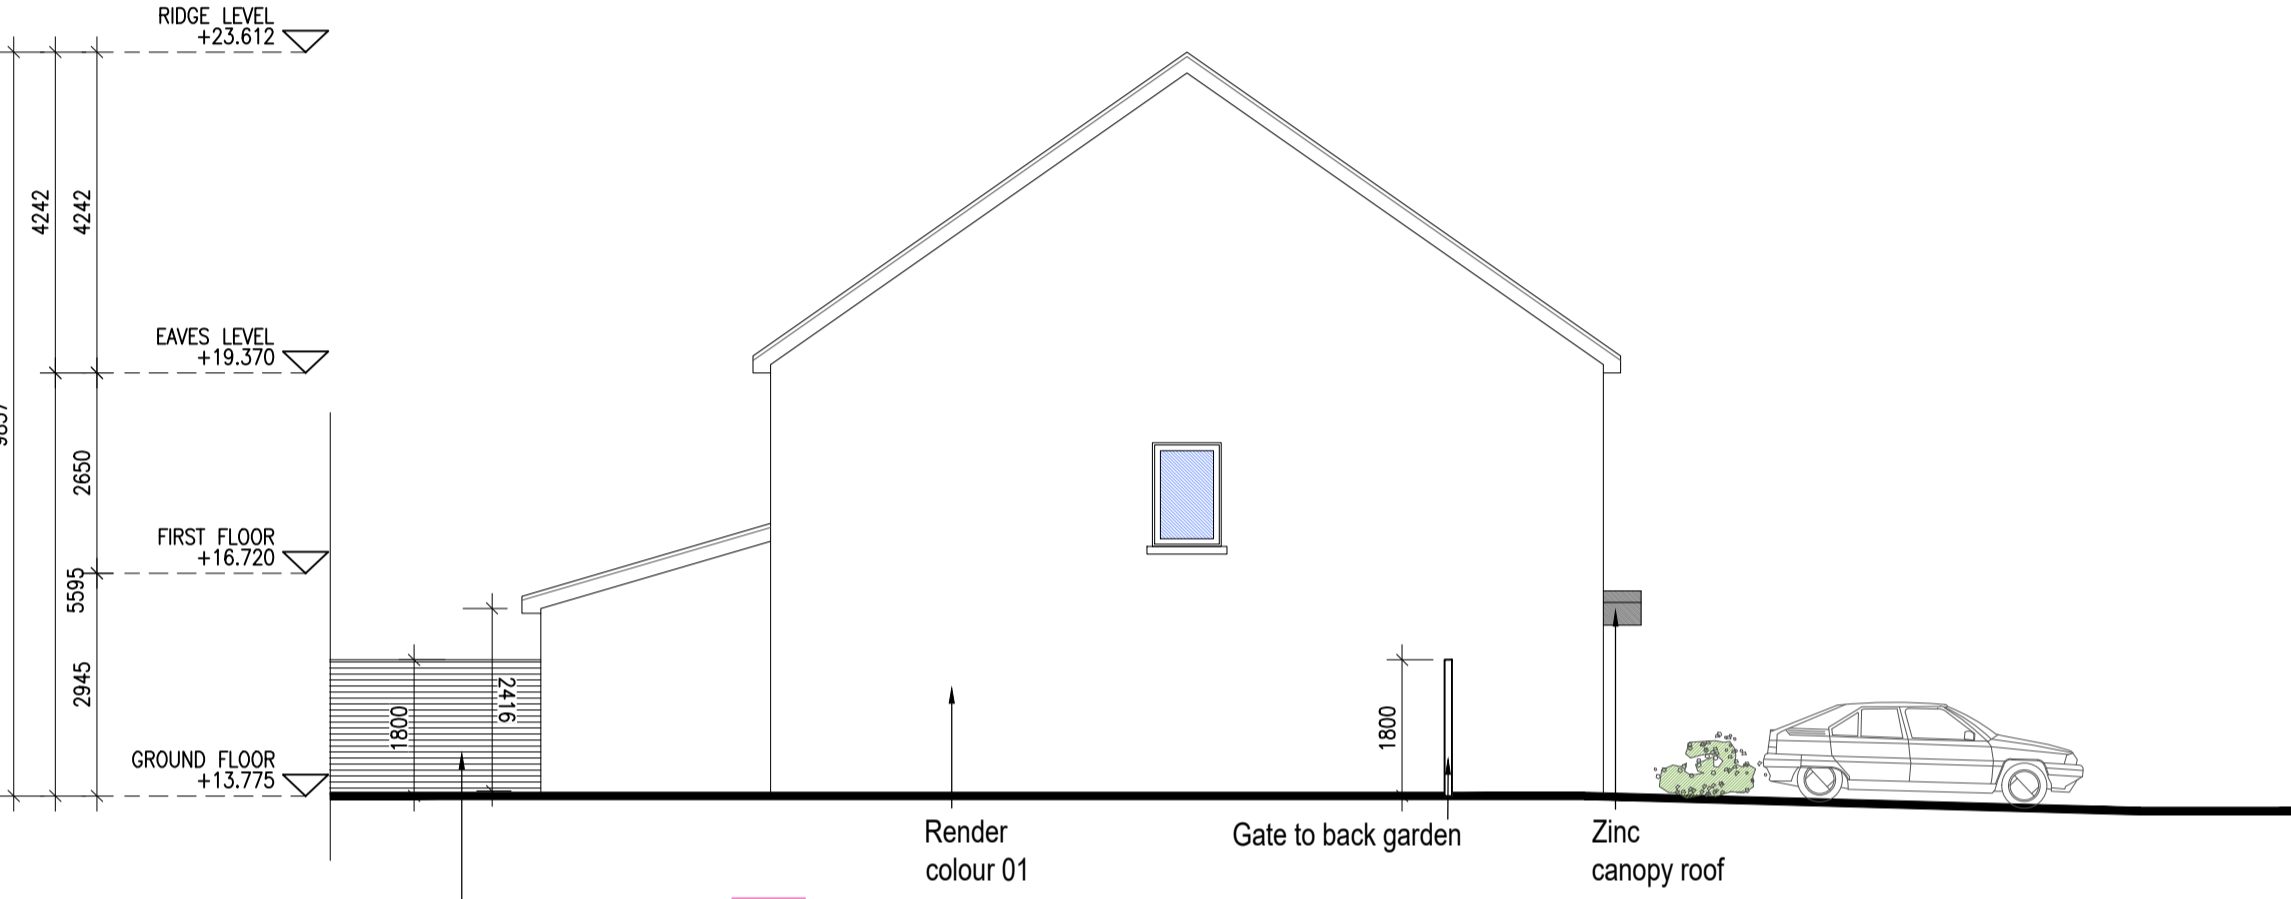 RIDGE LEVEL
+23.612
4242
4242
EAVES LEVEL
+19.370
2650
FIRST FLOOR
+16.720
5595
2945
GROUND FLOOR
+13.775
1800
2416
1800
Render
colour 01
Gate to back garden
Zinc
canopy roof